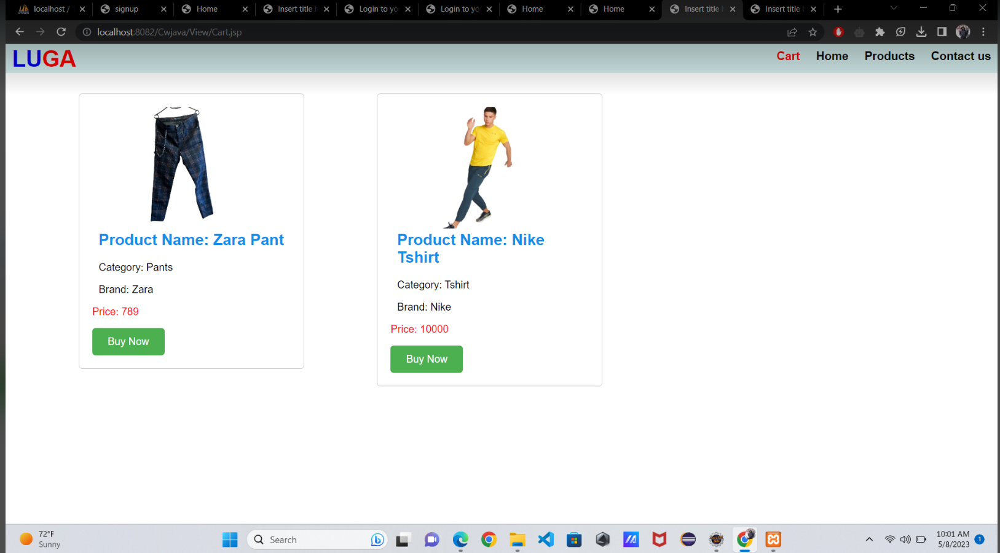 localhost /
signup
Home
Insert title h
Login to yo
Login to yo
Home
Home
Insert title h
Insert title h
localhost:8082/Cwjava/View/Cart.jsp
LUGA
Cart
Home
Products
Contact us
Product Name: Zara Pant
Category: Pants
Brand: Zara
Price: 789
Buy Now
Product Name: Nike
Tshirt
Category: Tshirt
Brand: Nike
Price: 10000
Buy Now
72°F
Sunny
Search
10:01 AM
5/8/2023
1